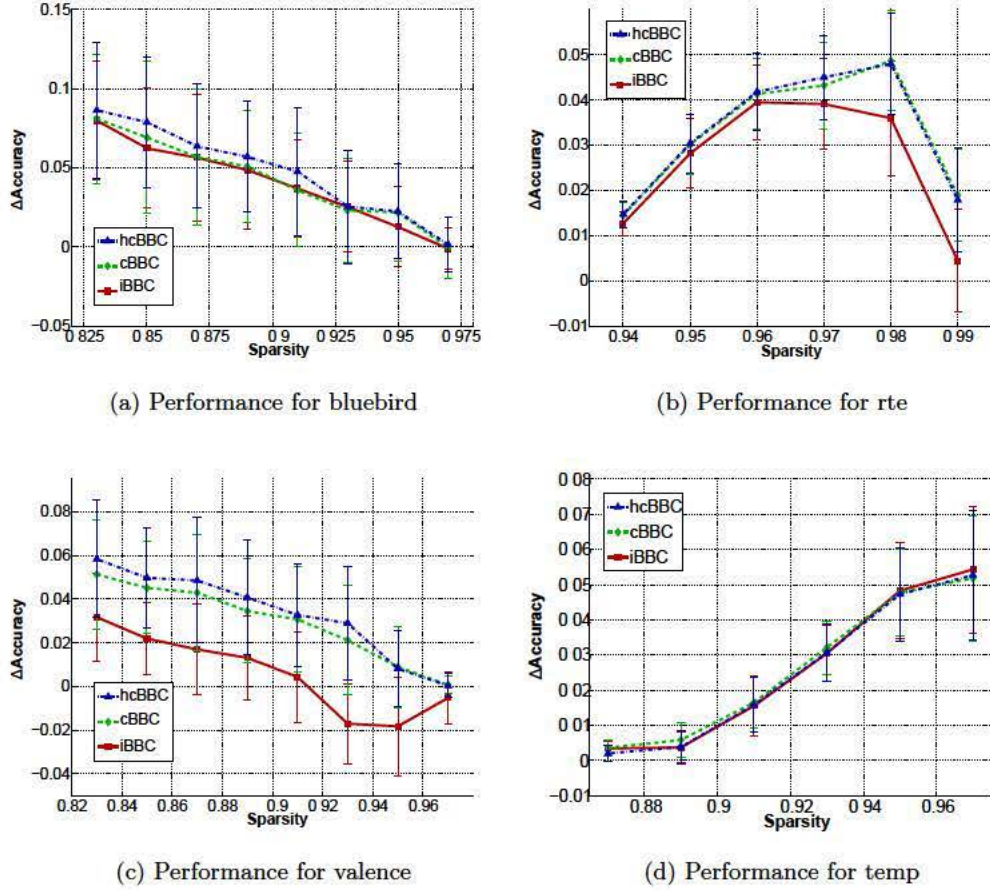 0.15
0.1
0.05
0
−0.05
ΔAccuracy
hcBBC
cBBC
iBBC
0.825 0.85 0.875 0.9 0.925 0.95 0.975
Sparsity
(a) Performance for bluebird
0.05
0.04
0.03
0.02
0.01
0
−0.01
ΔAccuracy
hcBBC
cBBC
iBBC
0.94 0.95 0.96 0.97 0.98 0.99
Sparsity
(b) Performance for rte
0.08
0.06
0.04
0.02
0
−0.02
−0.04
ΔAccuracy
hcBBC
cBBC
iBBC
0.82 0.84 0.86 0.88 0.9 0.92 0.94 0.96
Sparsity
(c) Performance for valence
0.08
0.07
0.06
0.05
0.04
0.03
0.02
0.01
0
−0.01
ΔAccuracy
hcBBC
cBBC
iBBC
0.88 0.9 0.92 0.94 0.96
Sparsity
(d) Performance for temp